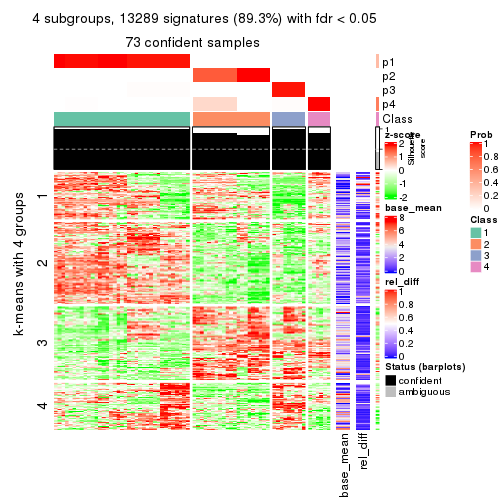 4 subgroups, 13289 signatures (89.3%) with fdr < 0.05
73 confident samples
p1
p2
p3
p4
Class
1
Silhouette
score
k-means with 4 groups
1
2
3
4
base_mean
rel_diff
z-score
2
1
0
-1
-2
base_mean
8
6
4
2
0
rel_diff
1
0.8
0.6
0.4
0.2
0
Status (barplots)
confident
ambiguous
Prob
1
0.8
0.6
0.4
0.2
0
Class
1
2
3
4